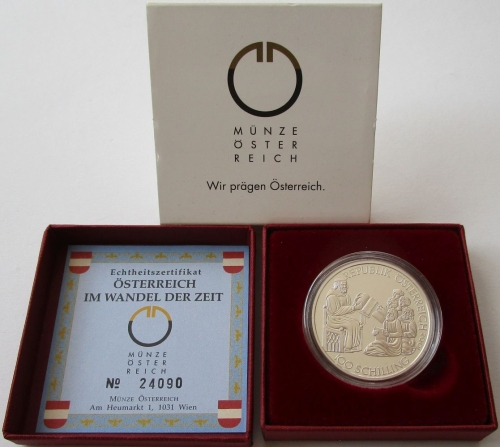 MÜNZE
ÖSTER
REICH
Wir prägen Österreich.
Echtheitszertifikat
ÖSTERREICH
IM WANDEL DER ZEIT
MÜNZE
ÖSTER
REICH
Nº 24090
MÜNZE ÖSTERREICH
Am Heumarkt 1, 1031 Wien
REPUBLIK ÖSTERREICH
100 SCHILLING